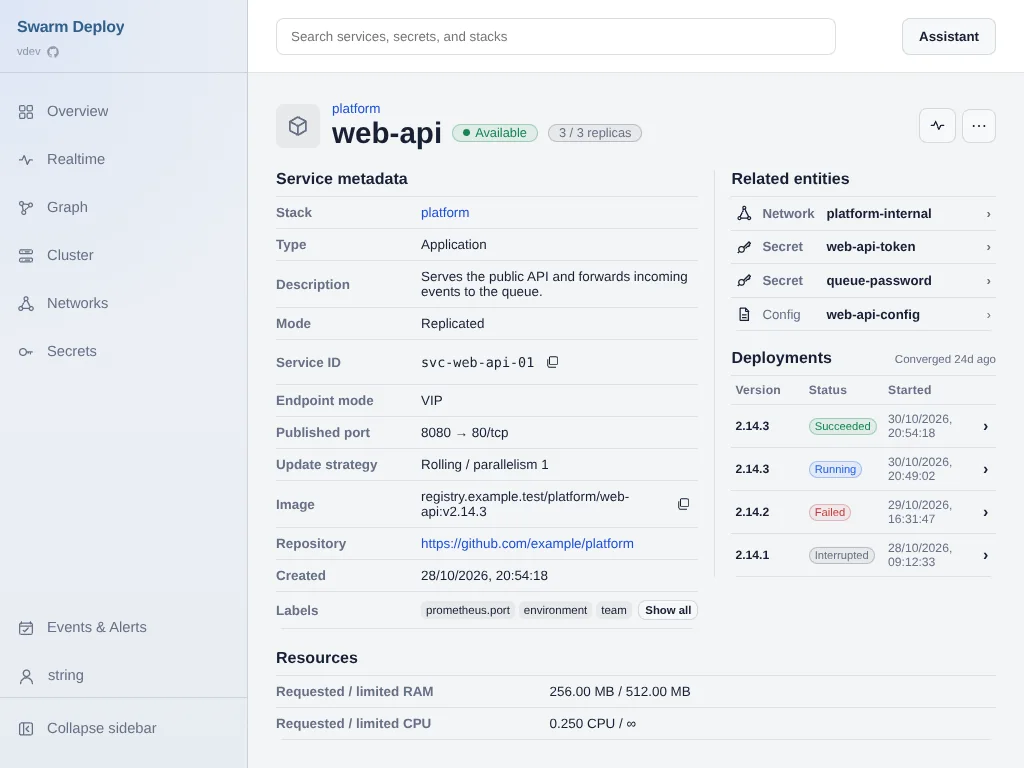 Swarm Deploy
vdev
Search services, secrets, and stacks
Assistant
Overview
Realtime
Graph
Cluster
Networks
Secrets
Events & Alerts
string
Collapse sidebar
platform
web-api
Available
3 / 3 replicas
Service metadata
Stack platform
Type Application
Description Serves the public API and forwards incoming
events to the queue.
Mode Replicated
Service ID svc-web-api-01
Endpoint mode VIP
Published port 8080 → 80/tcp
Update strategy Rolling / parallelism 1
Image registry.example.test/platform/web-
api:v2.14.3
Repository https://github.com/example/platform
Created 28/10/2026, 20:54:18
Labels prometheus.port environment team Show all
Related entities
Network platform-internal ›
Secret web-api-token ›
Secret queue-password ›
Config web-api-config ›
Deployments Converged 24d ago
Version Status Started
2.14.3 Succeeded 30/10/2026,
20:54:18 ›
2.14.3 Running 30/10/2026,
20:49:02 ›
2.14.2 Failed 29/10/2026,
16:31:47 ›
2.14.1 Interrupted 28/10/2026,
09:12:33 ›
Resources
Requested / limited RAM 256.00 MB / 512.00 MB
Requested / limited CPU 0.250 CPU / ∞